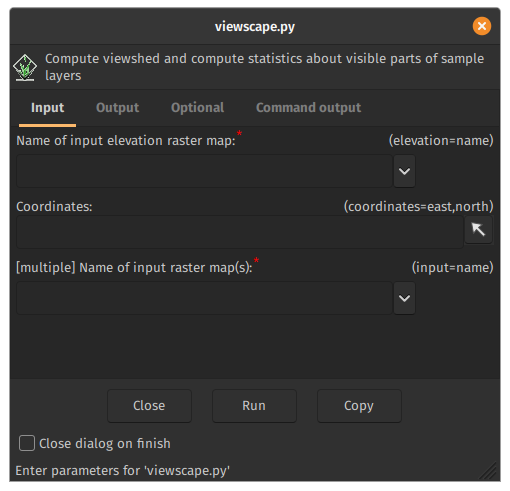 viewscape.py
Compute viewshed and compute statistics about visible parts of sample
layers
Input Output Optional Command output
Name of input elevation raster map:* (elevation=name)
Coordinates: (coordinates=east,north)
[multiple] Name of input raster map(s):* (input=name)
Close Run Copy
Close dialog on finish
Enter parameters for 'viewscape.py'